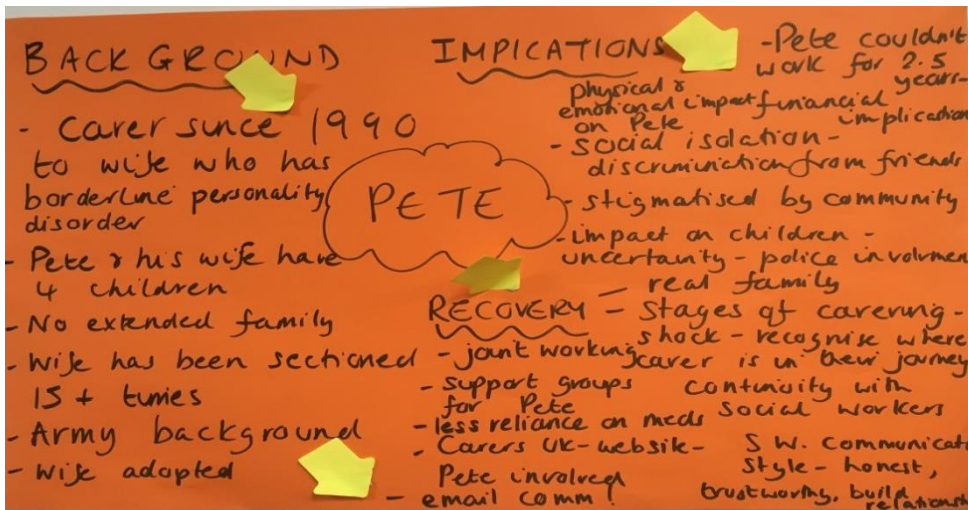 BACKGROUND
- Carer since 1990
to wife who has
borderline personality
disorder
- Pete & his wife have
4 children
- No extended family
- Wife has been sectioned
15+ times
- Army background
- Wife adopted
PETE
IMPICATIONS
- Pete couldn't
work for 2.5
years-
financial
implication
physical &
emotional impact
on Pete
- social isolation -
discrimination from friends
- stigmatised by community
- impact on children -
uncertainty - police involvmen
- real family
RECOVERY
- Stages of carering -
shock - recognise where
carer is in their journey
- joint working
- support groups
for Pete
- less reliance on meds
- Carers UK - website -
Pete involved
- email comm!
continuity with
social workers
S.W. communicati
style - honest,
trustworthy, build
relationsh